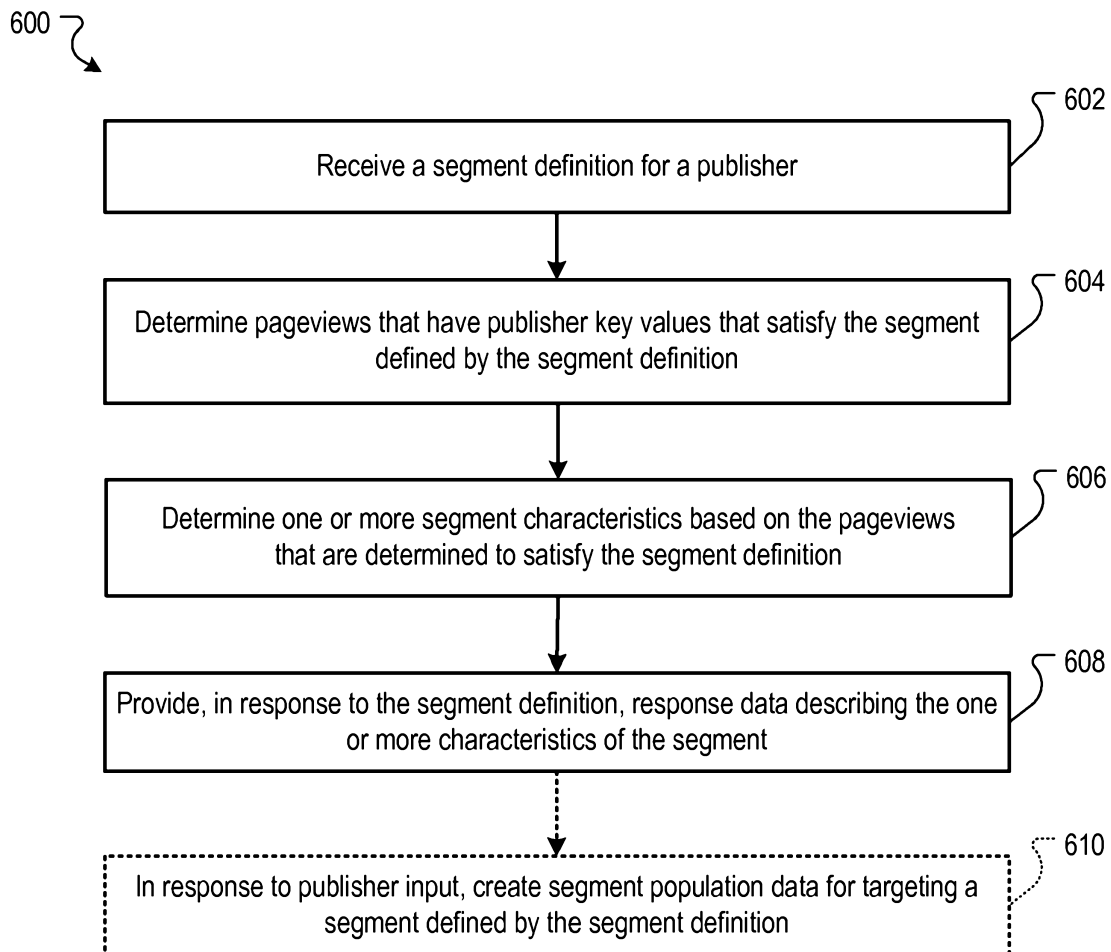 600
602
Receive a segment definition for a publisher
604
Determine pageviews that have publisher key values that satisfy the segment
defined by the segment definition
606
Determine one or more segment characteristics based on the pageviews
that are determined to satisfy the segment definition
608
Provide, in response to the segment definition, response data describing the one
or more characteristics of the segment
610
In response to publisher input, create segment population data for targeting a
segment defined by the segment definition